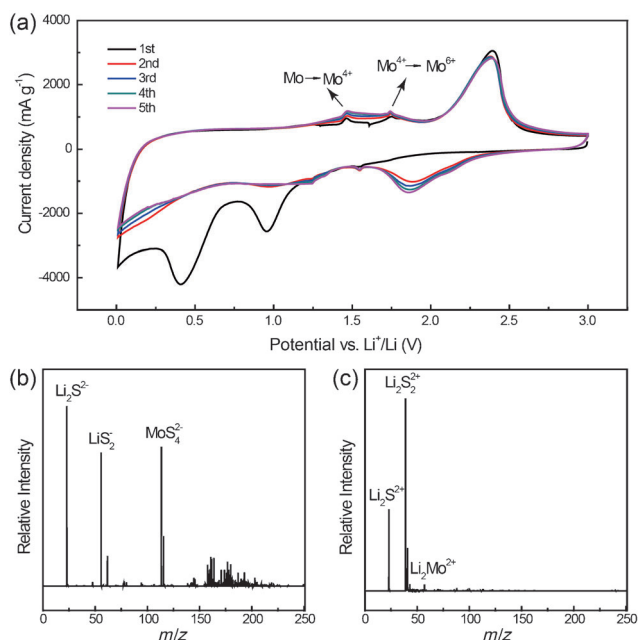 (a)
1st
2nd
3rd
4th
5th
Mo → Mo⁴⁺
Mo⁴⁺ → Mo⁶⁺
4000
2000
0
-2000
-4000
Current density (mA g⁻¹)
0.0 0.5 1.0 1.5 2.0 2.5 3.0
Potential vs. Li⁺/Li (V)
(b)
Li₂S²⁻
LiS₂⁻
MoS₄²⁻
Relative Intensity
0 50 100 150 200 250
m/z
(c)
Li₂S₂²⁺
Li₂S²⁺
Li₂Mo²⁺
Relative Intensity
0 50 100 150 200 250
m/z